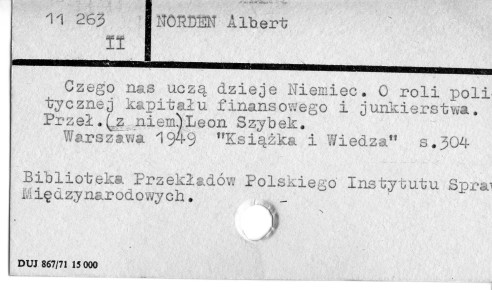 11 263
II
NORDEN Albert
Czego nas uczą dzieje Niemiec. O roli poli
tycznej kapitału finansowego i junkierstwa.
Przeł.(z niem.)Leon Szybek.
Warszawa 1949 "Książka i Wiedza" s.304
Biblioteka Przekładów Polskiego Instytutu Spraw
Międzynarodowych.
DUJ 867/71 15 000